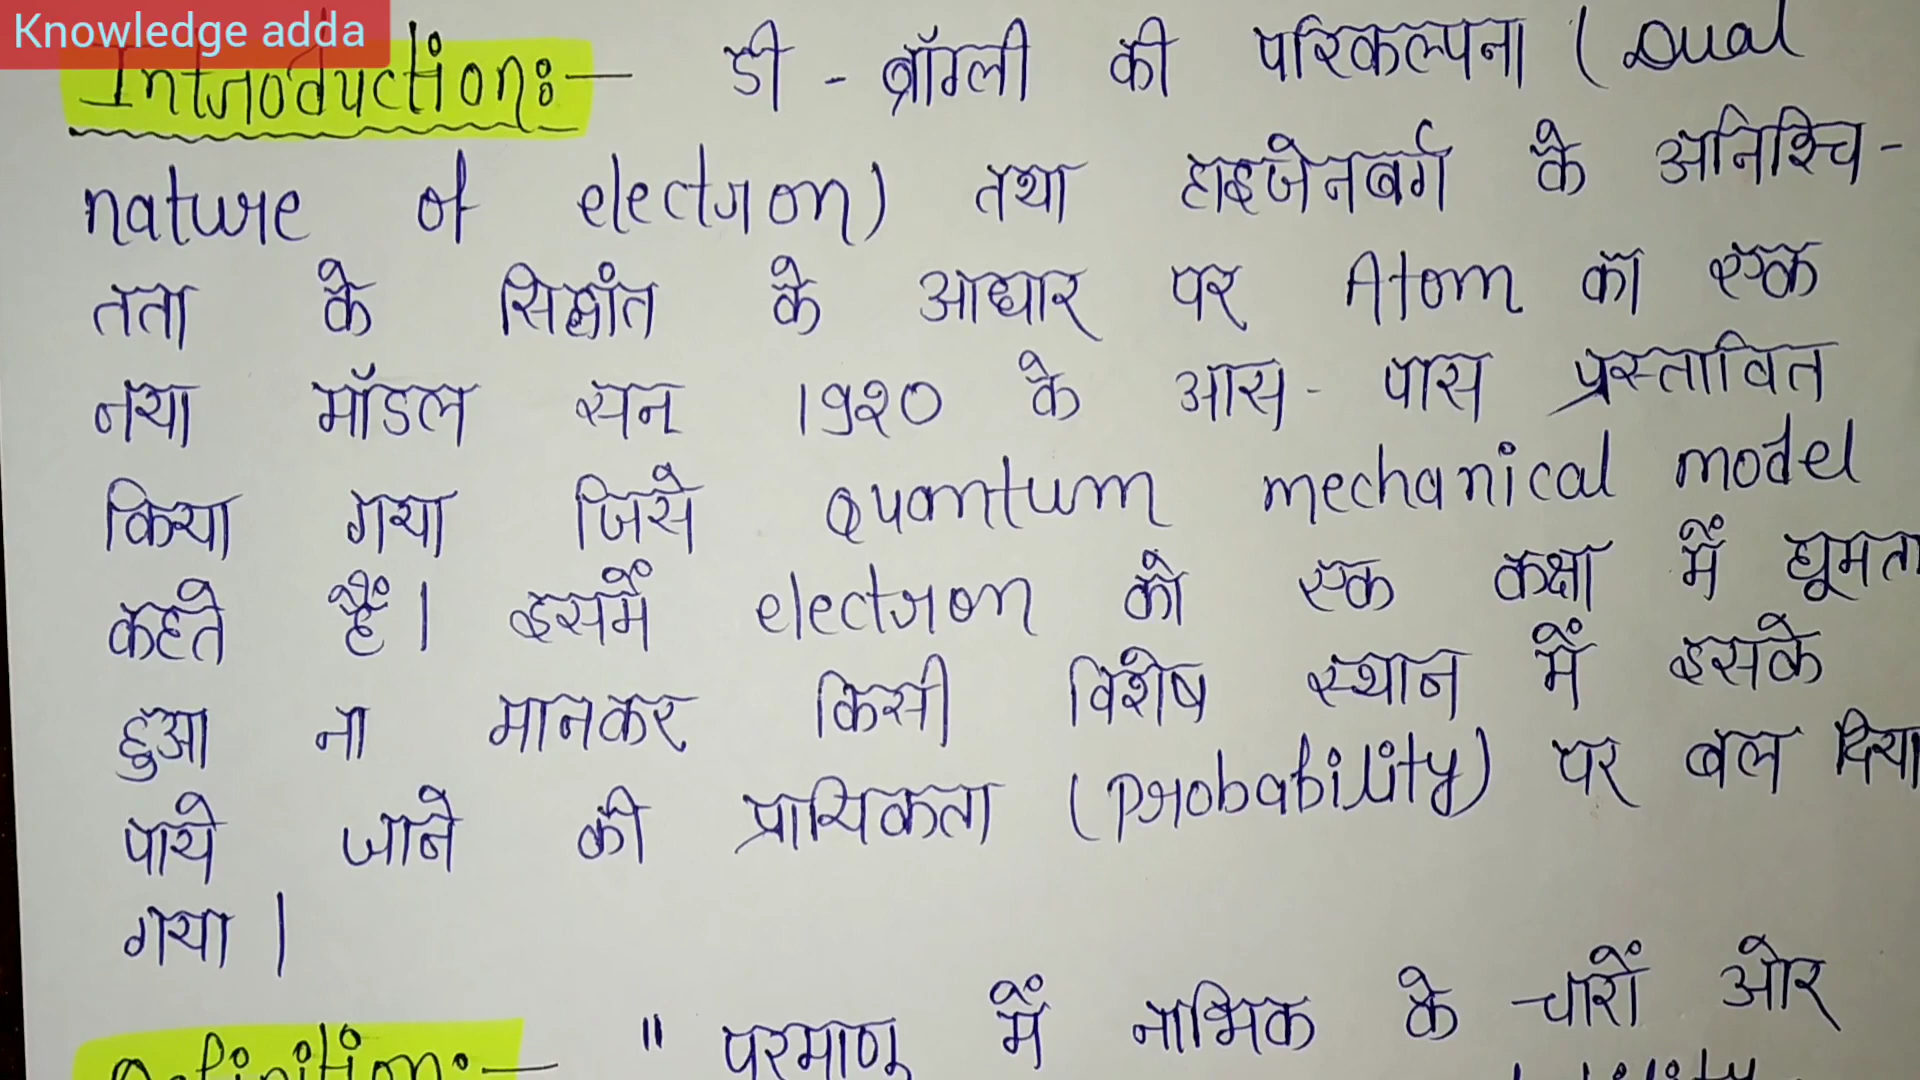 Knowledge adda
Introduction:— डी - ब्रॉग्ली की परिकल्पना ( Dual
nature of electron) तथा हाइजेनबर्ग के अनिश्चि-
तता के सिद्धांत के आधार पर Atom का एक
नया मॉडल सन् 19२0 के आस - पास प्रस्तावित
किया गया जिसे Quantum mechanical model
कहते हैं। इसमें electron को एक कक्षा में घूमता
हुआ ना मानकर किसी विशेष स्थान में इसके
पाये जाने की प्रायिकता (Probability) पर बल दिया
गया।
Definition:— " परमाणु में नाभिक के चारों ओर